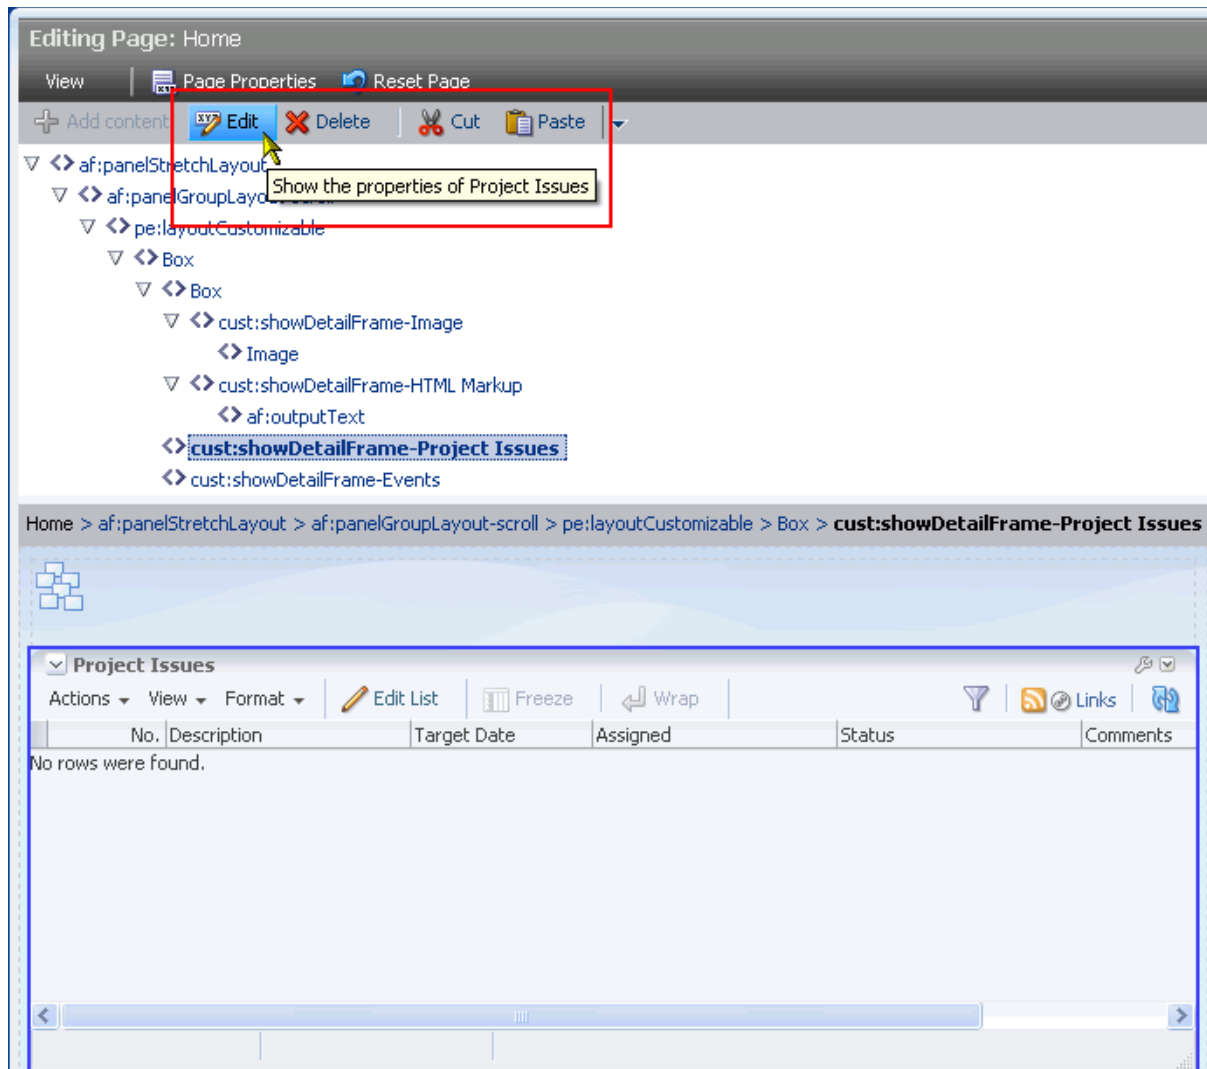 Editing Page: Home
View Page Properties Reset Page
Add content Edit Delete Cut Paste
af:panelStretchLayout
Show the properties of Project Issues
af:panelGroupLayout-scroll
pe:layoutCustomizable
Box
Box
cust:showDetailFrame-Image
Image
cust:showDetailFrame-HTML Markup
af:outputText
cust:showDetailFrame-Project Issues
cust:showDetailFrame-Events
Home > af:panelStretchLayout > af:panelGroupLayout-scroll > pe:layoutCustomizable > Box > cust:showDetailFrame-Project Issues
Project Issues
Actions View Format Edit List Freeze Wrap Links
No. Description Target Date Assigned Status Comments
No rows were found.